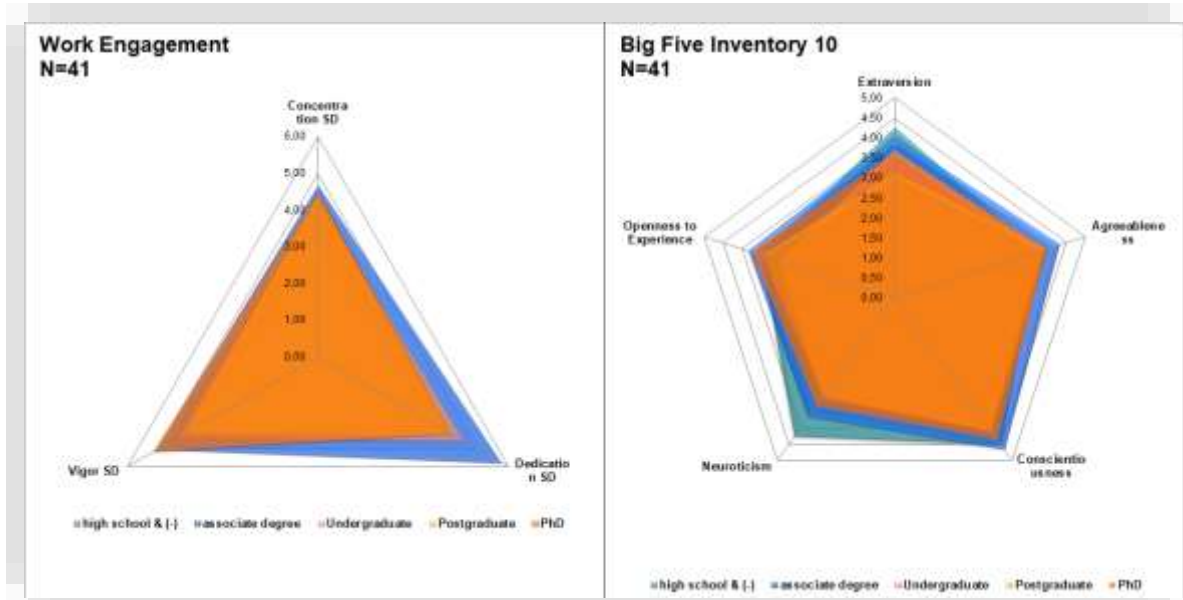 Work Engagement
N=41
Concentra
tion SD
6,00
5,00
4,00
3,00
2,00
1,00
0,00
Vigor SD
Dedicatio
n SD
high school & (-) associate degree Undergraduate Postgraduate PhD
Big Five Inventory 10
N=41
Extraversion
5,00
4,50
4,00
3,50
3,00
2,50
2,00
1,50
1,00
0,50
0,00
Openness to
Experience
Agreeablene
ss
Neuroticism
Conscientio
usness
high school & (-) associate degree Undergraduate Postgraduate PhD